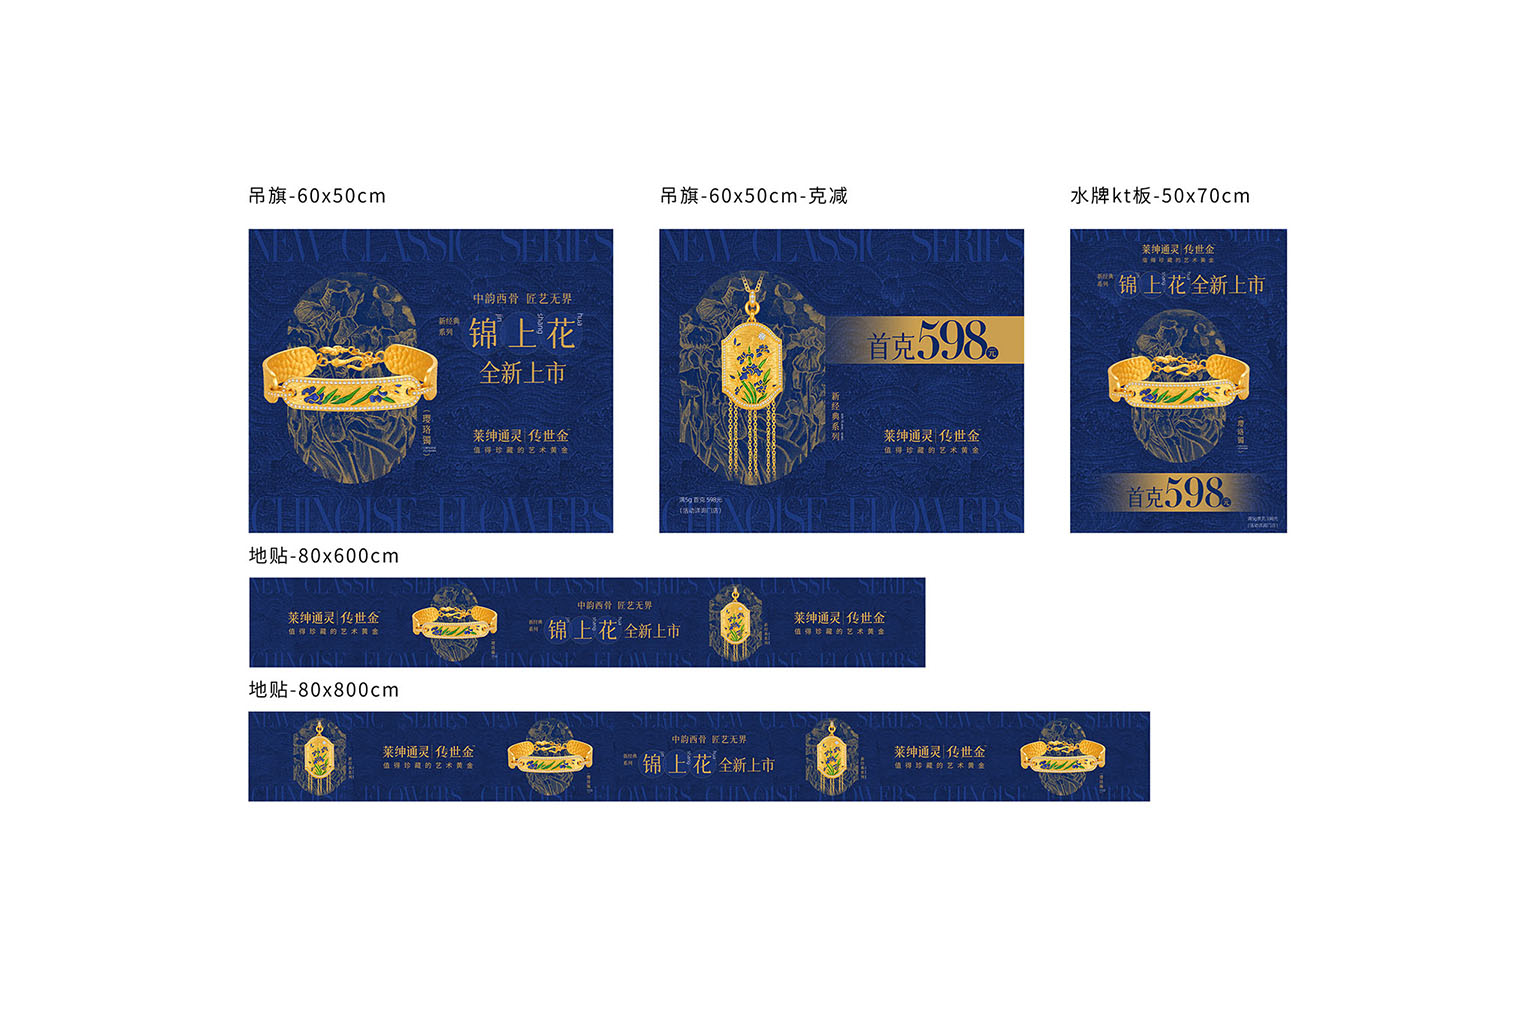 吊旗-60x50cm
NEW CLASSIC SERIES
中韵西骨 匠艺无界
新经典
系列
jin shang hua
锦上花
全新上市
璎珞镯
莱绅通灵|传世金
值得珍藏的艺术黄金
CHINOISE FLOWERS
吊旗-60x50cm-克减
NEW CLASSIC SERIES
首克598元
新经典系列
莱绅通灵|传世金
值得珍藏的艺术黄金
满5g 首克 598元
(活动详询门店)
CHINOISE FLOWERS
水牌kt板-50x70cm
莱绅通灵|传世金
值得珍藏的艺术黄金
新经典
系列
锦上花全新上市
璎珞镯
首克598元
(活动详询门店)
地贴-80x600cm
NEW CLASSIC SERIES NEW CLASSIC SERIES NEW CLASSIC SERIES
莱绅通灵|传世金
值得珍藏的艺术黄金
中韵西骨 匠艺无界
新经典
系列
锦上花全新上市
莱绅通灵|传世金
值得珍藏的艺术黄金
CHINOISE FLOWERS CHINOISE FLOWERS CHINOISE FLOWERS
地贴-80x800cm
NEW CLASSIC SERIES NEW CLASSIC SERIES NEW CLASSIC SERIES NEW CLASSIC SERIES
莱绅通灵|传世金
值得珍藏的艺术黄金
中韵西骨 匠艺无界
新经典
系列
锦上花全新上市
莱绅通灵|传世金
值得珍藏的艺术黄金
CHINOISE FLOWERS CHINOISE FLOWERS CHINOISE FLOWERS CHINOISE FLOWERS